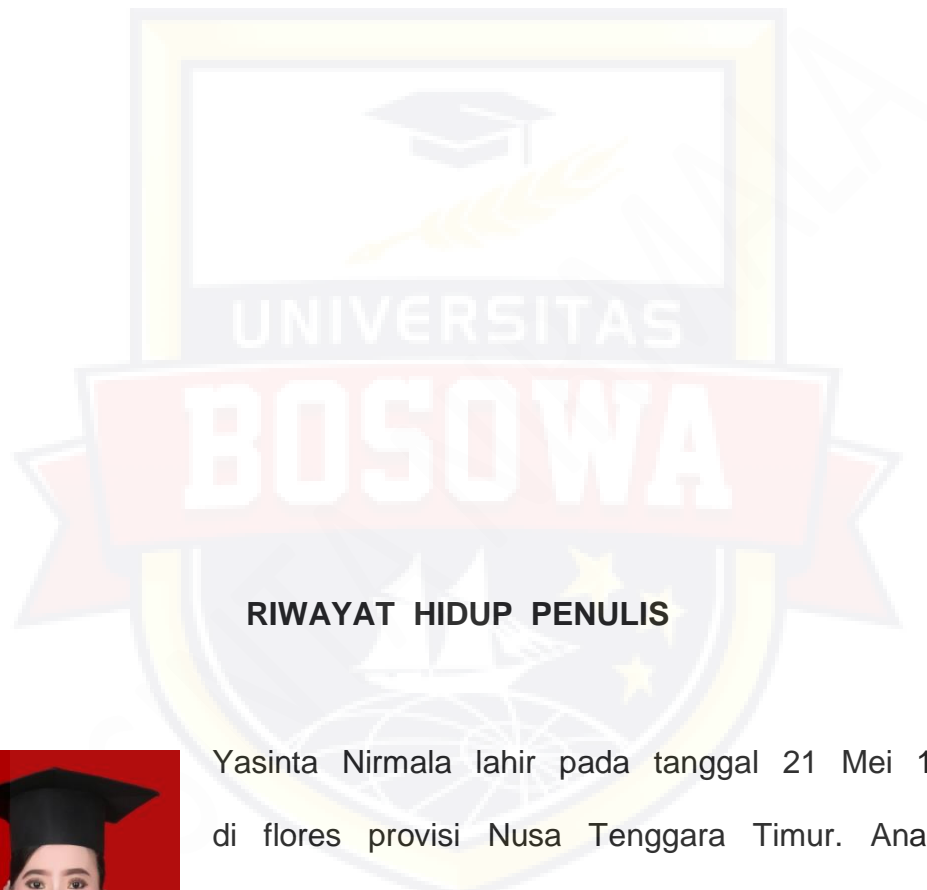 UNIVERSITAS
BOSOWA
RIWAYAT HIDUP PENULIS
Yasinta Nirmala lahir pada tanggal 21 Mei
di flores provisi Nusa Tenggara Timur.